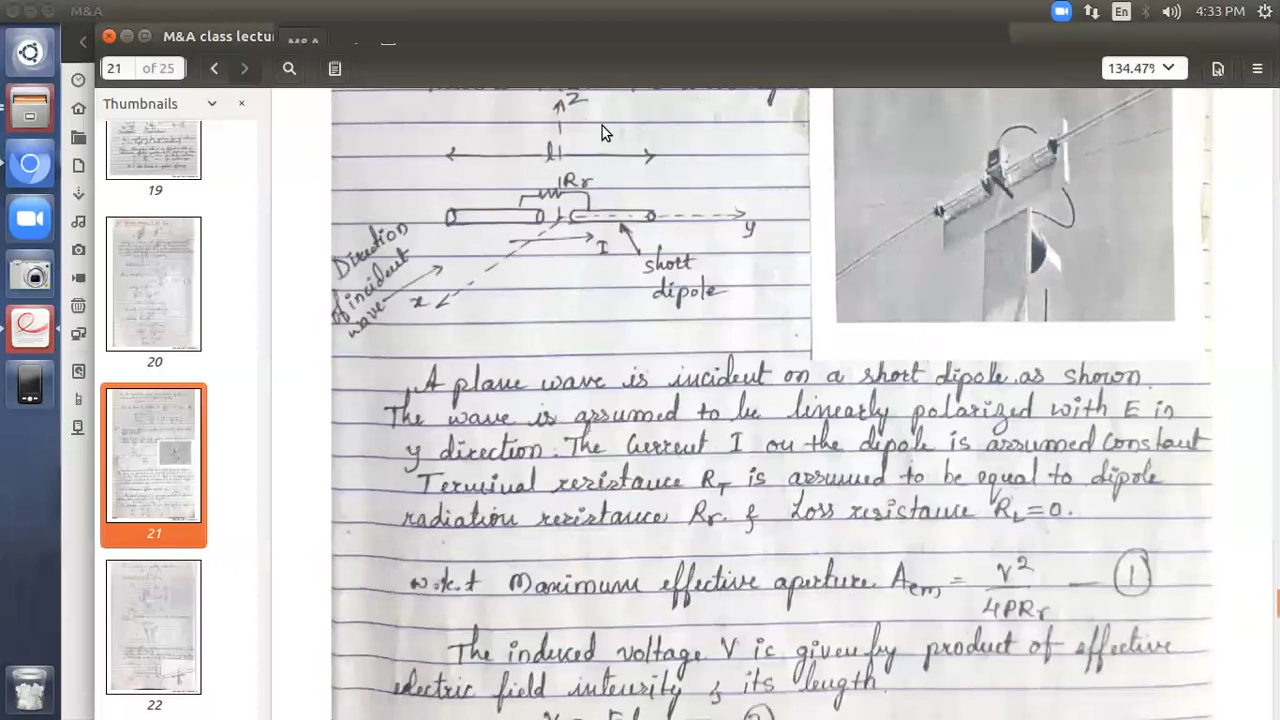 M&A
En
4:33 PM
M&A class lectu
M&A
21 of 25
134.47%
Thumbnails
19
20
21
22
z
l
Rr
y
I
short
dipole
Direction
of incident
wave
x
A plane wave is incident on a short dipole as shown.
The wave is assumed to be linearly polarized with E in
y direction. The Current I on the dipole is assumed constant
Terminal resistance RT is assumed to be equal to dipole
radiation resistance Rr. & Loss resistance RL=0.
w.k.t Maximum effective aperture Aem = V²/4PRr — ①
The induced voltage V is given by product of effective
electric field intensity & its length.